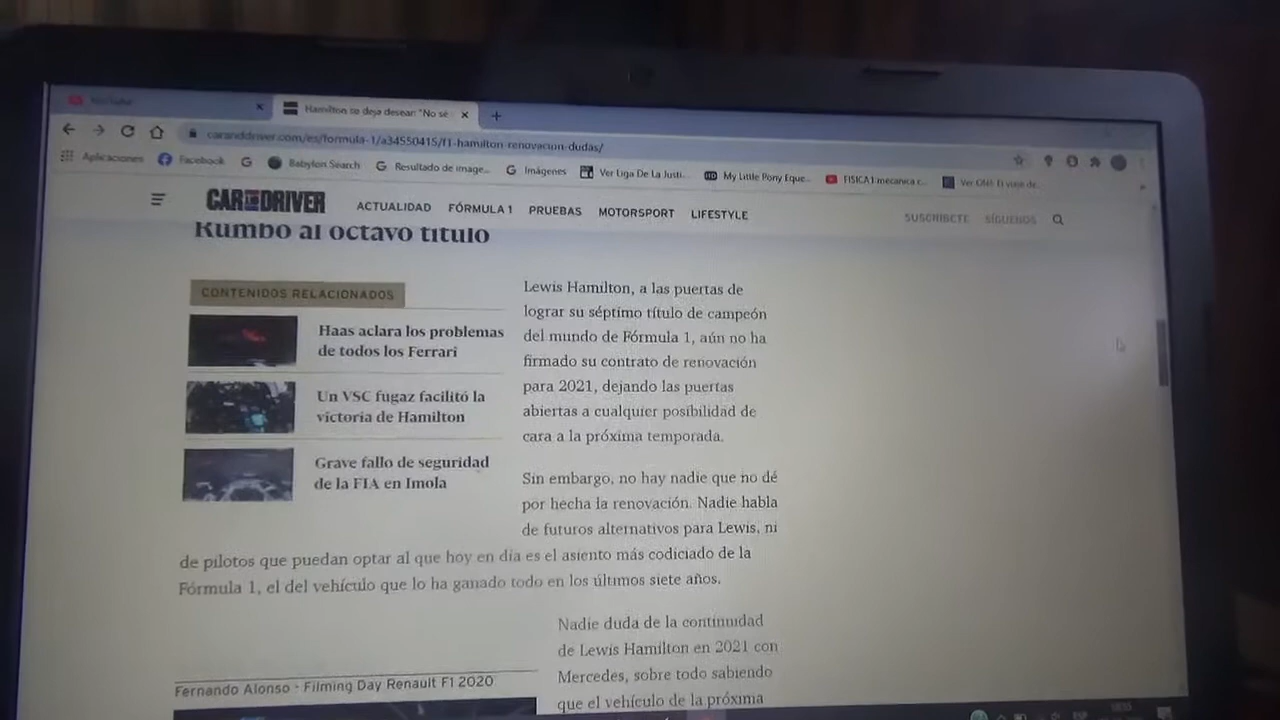 YouTube
Hamilton se deja desear: "No sé
caranddriver.com/es/formula-1/a34550415/f1-hamilton-renovacion-dudas/
Aplicaciones
Facebook
Babylon Search
Resultado de image...
Imágenes
Ver Liga De La Justi...
My Little Pony Eque...
FISICA I mecanica c...
CAR AND DRIVER
ACTUALIDAD
FÓRMULA 1
PRUEBAS
MOTORSPORT
LIFESTYLE
SUSCRÍBETE
SÍGUENOS
Rumbo al octavo título
CONTENIDOS RELACIONADOS
Haas aclara los problemas
de todos los Ferrari
Un VSC fugaz facilitó la
victoria de Hamilton
Grave fallo de seguridad
de la FIA en Imola
Lewis Hamilton, a las puertas de
lograr su séptimo título de campeón
del mundo de Fórmula 1, aún no ha
firmado su contrato de renovación
para 2021, dejando las puertas
abiertas a cualquier posibilidad de
cara a la próxima temporada.
Sin embargo, no hay nadie que no dé
por hecha la renovación. Nadie habla
de futuros alternativos para Lewis, ni
de pilotos que puedan optar al que hoy en día es el asiento más codiciado de la
Fórmula 1, el del vehículo que lo ha ganado todo en los últimos siete años.
Nadie duda de la continuidad
de Lewis Hamilton en 2021 con
Mercedes, sobre todo sabiendo
que el vehículo de la próxima
Fernando Alonso - Filming Day Renault F1 2020